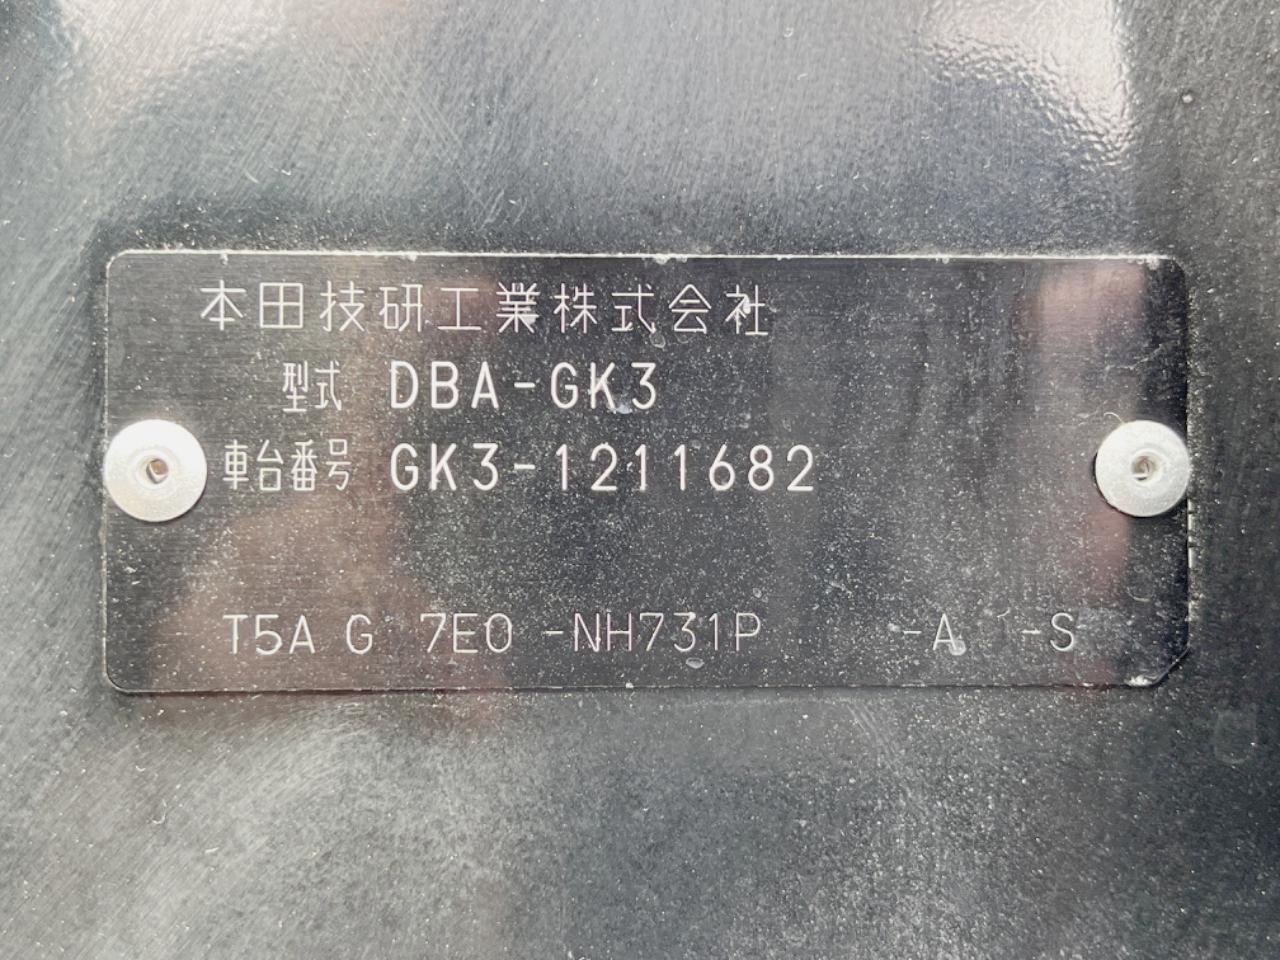 本田技研工業株式会社
型式 DBA-GK3
車台番号 GK3-1211682
T5A G 7E0 -NH731P -A -S